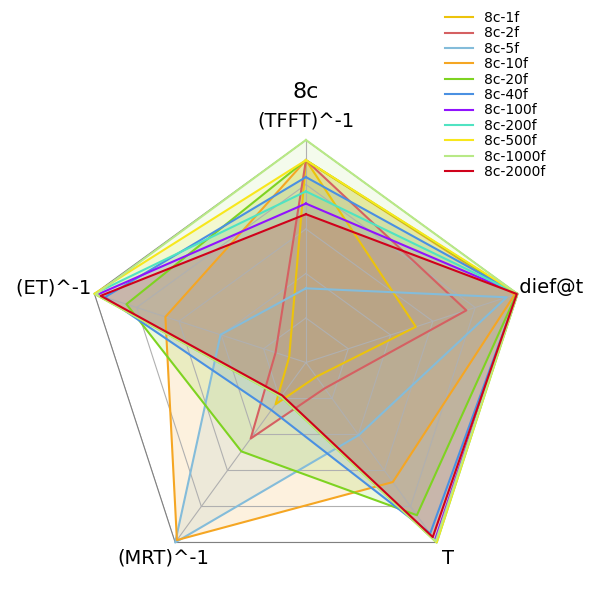 8c-1f
8c-2f
8c-5f
8c-10f
8c-20f
8c-40f
8c-100f
8c-200f
8c-500f
8c-1000f
8c-2000f
8c
(TFFT)^-1
(ET)^-1
dief@t
(MRT)^-1
T